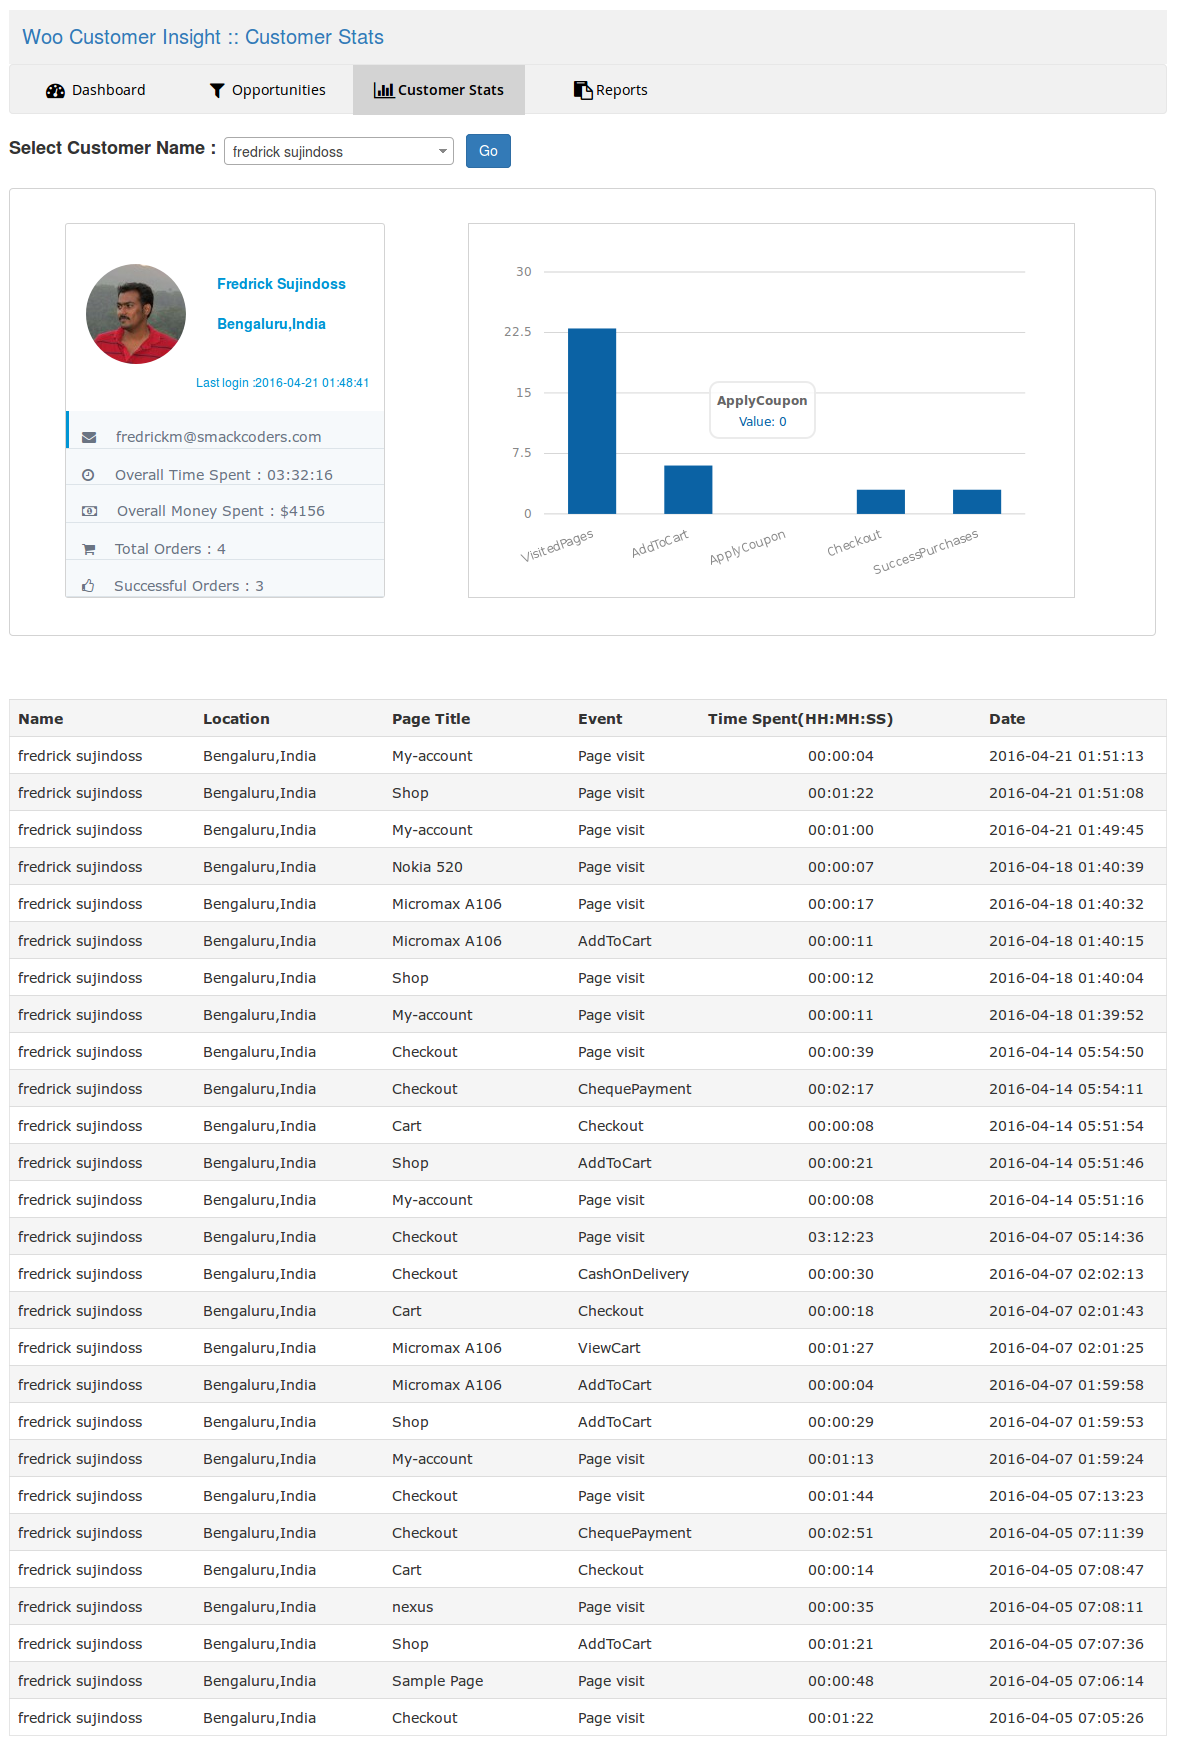 Woo Customer Insight :: Customer Stats
Dashboard Opportunities Customer Stats Reports
Select Customer Name : fredrick sujindoss Go
Fredrick Sujindoss
Bengaluru,India
Last login :2016-04-21 01:48:41
fredrickm@smackcoders.com
Overall Time Spent : 03:32:16
Overall Money Spent : $4156
Total Orders : 4
Successful Orders : 3
30
22.5
15
7.5
0
ApplyCoupon
Value: 0
VisitedPages AddToCart ApplyCoupon Checkout SuccessPurchases
Name Location Page Title Event Time Spent(HH:MH:SS) Date
fredrick sujindoss Bengaluru,India My-account Page visit 00:00:04 2016-04-21 01:51:13
fredrick sujindoss Bengaluru,India Shop Page visit 00:01:22 2016-04-21 01:51:08
fredrick sujindoss Bengaluru,India My-account Page visit 00:01:00 2016-04-21 01:49:45
fredrick sujindoss Bengaluru,India Nokia 520 Page visit 00:00:07 2016-04-18 01:40:39
fredrick sujindoss Bengaluru,India Micromax A106 Page visit 00:00:17 2016-04-18 01:40:32
fredrick sujindoss Bengaluru,India Micromax A106 AddToCart 00:00:11 2016-04-18 01:40:15
fredrick sujindoss Bengaluru,India Shop Page visit 00:00:12 2016-04-18 01:40:04
fredrick sujindoss Bengaluru,India My-account Page visit 00:00:11 2016-04-18 01:39:52
fredrick sujindoss Bengaluru,India Checkout Page visit 00:00:39 2016-04-14 05:54:50
fredrick sujindoss Bengaluru,India Checkout ChequePayment 00:02:17 2016-04-14 05:54:11
fredrick sujindoss Bengaluru,India Cart Checkout 00:00:08 2016-04-14 05:51:54
fredrick sujindoss Bengaluru,India Shop AddToCart 00:00:21 2016-04-14 05:51:46
fredrick sujindoss Bengaluru,India My-account Page visit 00:00:08 2016-04-14 05:51:16
fredrick sujindoss Bengaluru,India Checkout Page visit 03:12:23 2016-04-07 05:14:36
fredrick sujindoss Bengaluru,India Checkout CashOnDelivery 00:00:30 2016-04-07 02:02:13
fredrick sujindoss Bengaluru,India Cart Checkout 00:00:18 2016-04-07 02:01:43
fredrick sujindoss Bengaluru,India Micromax A106 ViewCart 00:01:27 2016-04-07 02:01:25
fredrick sujindoss Bengaluru,India Micromax A106 AddToCart 00:00:04 2016-04-07 01:59:58
fredrick sujindoss Bengaluru,India Shop AddToCart 00:00:29 2016-04-07 01:59:53
fredrick sujindoss Bengaluru,India My-account Page visit 00:01:13 2016-04-07 01:59:24
fredrick sujindoss Bengaluru,India Checkout Page visit 00:01:44 2016-04-05 07:13:23
fredrick sujindoss Bengaluru,India Checkout ChequePayment 00:02:51 2016-04-05 07:11:39
fredrick sujindoss Bengaluru,India Cart Checkout 00:00:14 2016-04-05 07:08:47
fredrick sujindoss Bengaluru,India nexus Page visit 00:00:35 2016-04-05 07:08:11
fredrick sujindoss Bengaluru,India Shop AddToCart 00:01:21 2016-04-05 07:07:36
fredrick sujindoss Bengaluru,India Sample Page Page visit 00:00:48 2016-04-05 07:06:14
fredrick sujindoss Bengaluru,India Checkout Page visit 00:01:22 2016-04-05 07:05:26